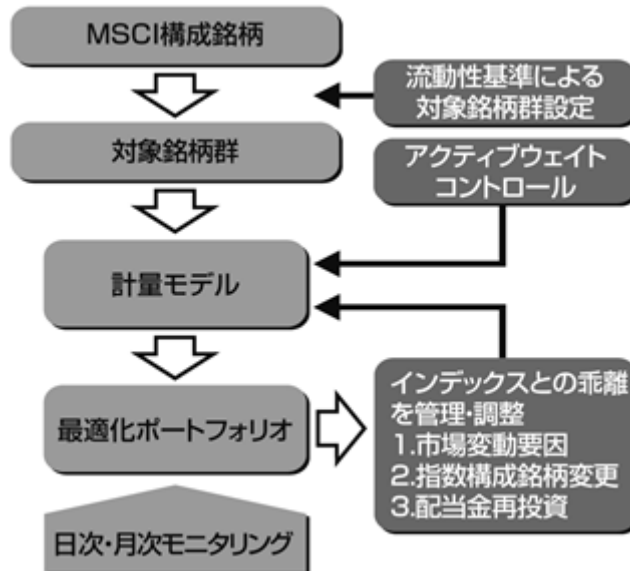 MSCI構成銘柄
流動性基準による
対象銘柄群設定
対象銘柄群
アクティブウェイト
コントロール
計量モデル
最適化ポートフォリオ
インデックスとの乖離
を管理・調整
1.市場変動要因
2.指数構成銘柄変更
3.配当金再投資
日次・月次モニタリング